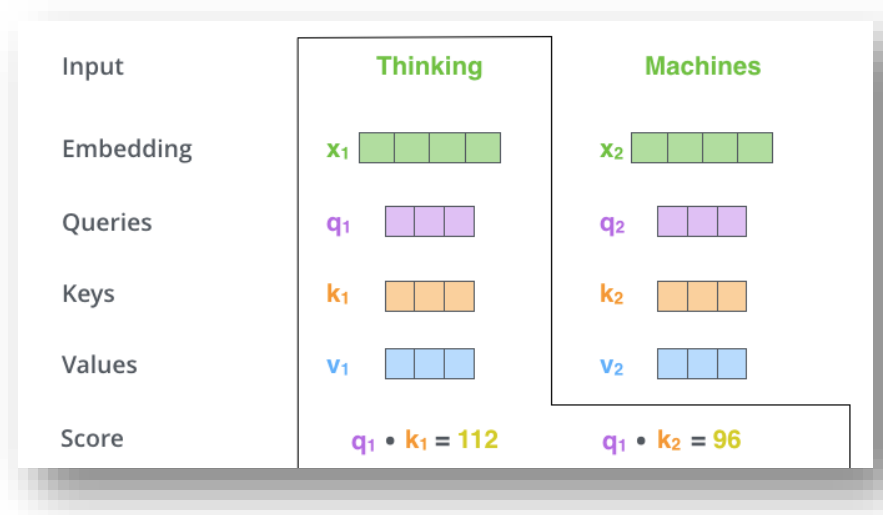 Input Thinking Machines
Embedding x₁ x₂
Queries q₁ q₂
Keys k₁ k₂
Values v₁ v₂
Score q₁ • k₁ = 112 q₁ • k₂ = 96